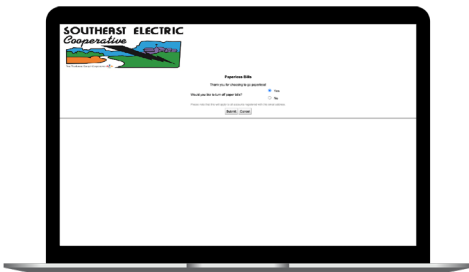 SOUTHEAST ELECTRIC
Cooperative
Paperless Bills
Thank you for choosing to go paperless!
Yes
Would you like to turn off paper bills?
No
Submit Cancel